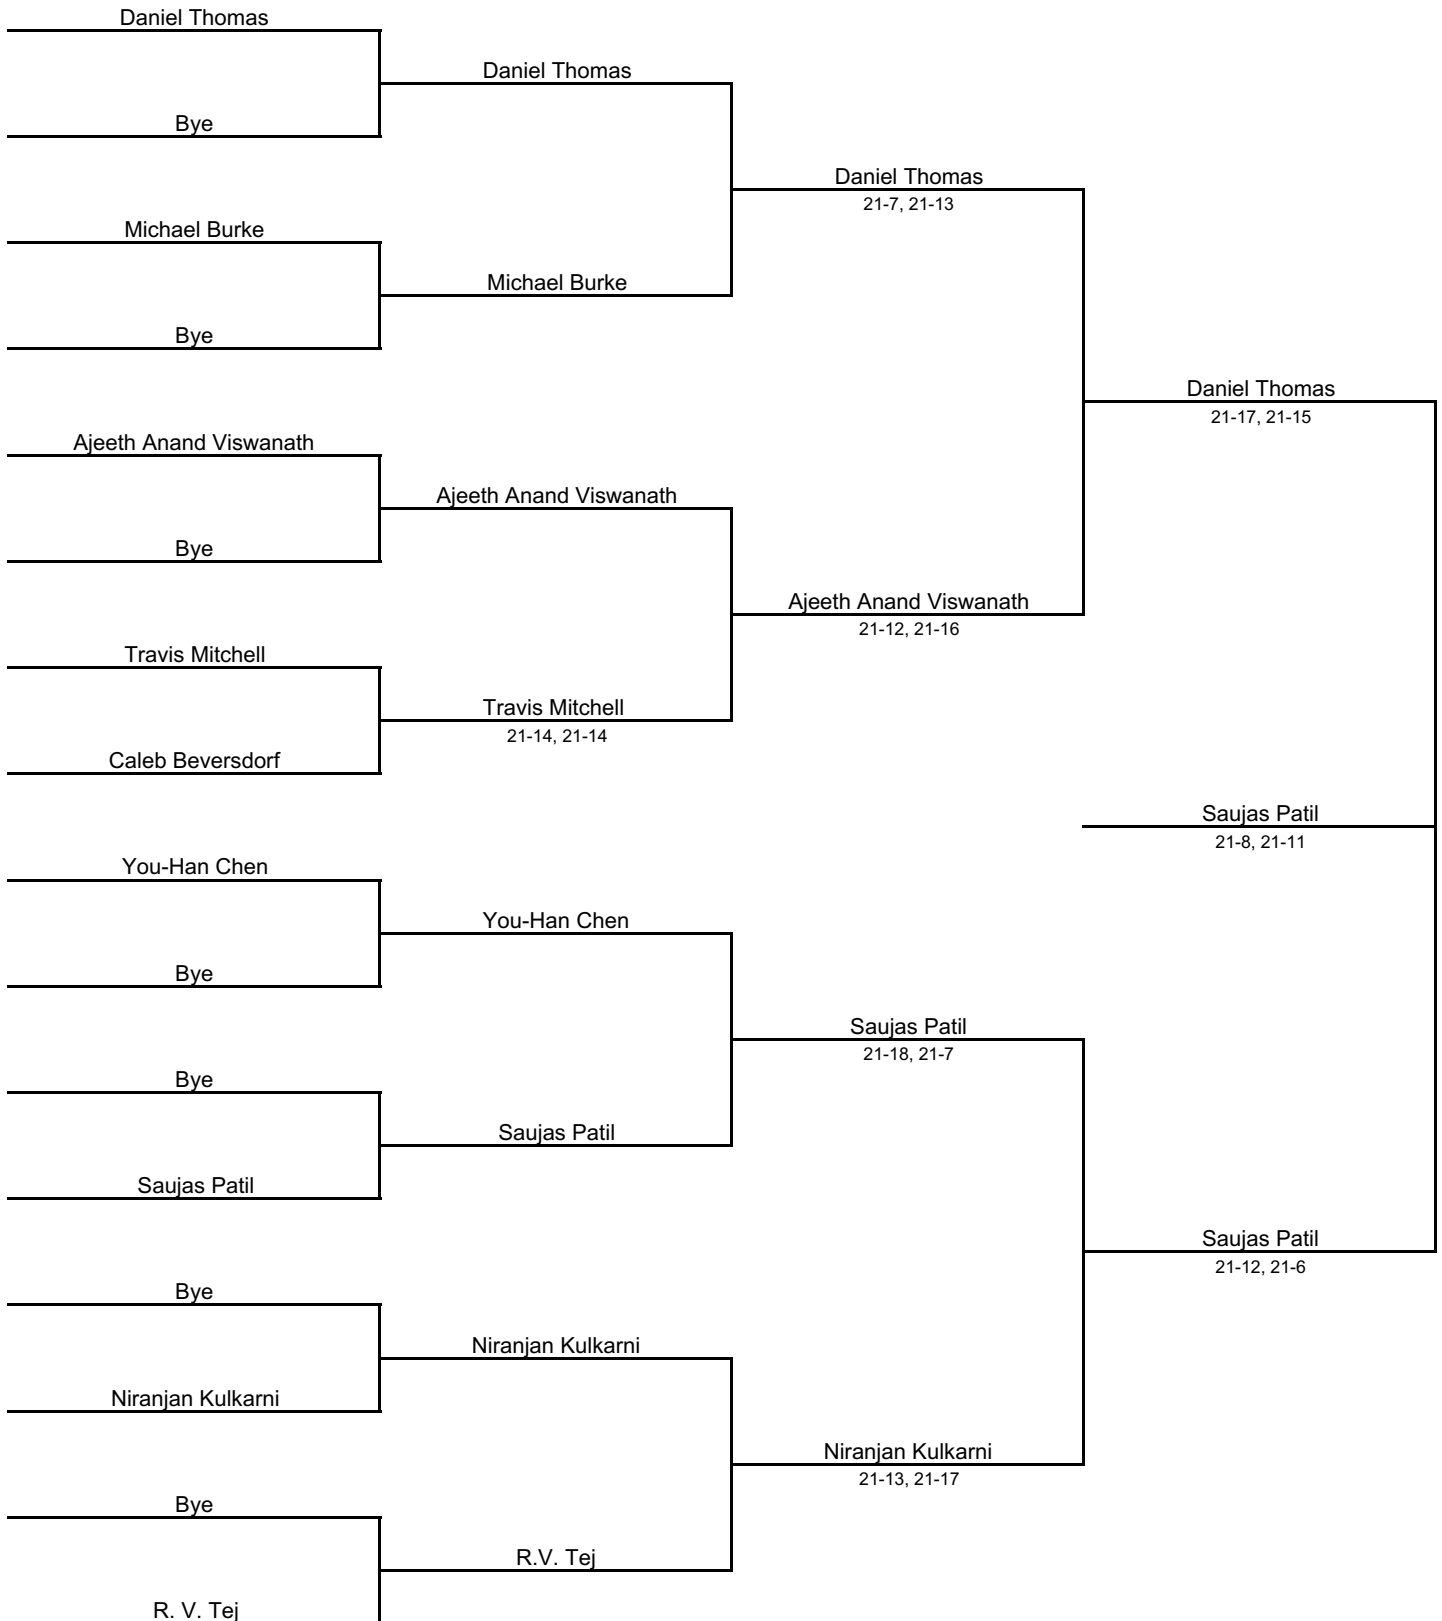 Daniel Thomas
Daniel Thomas
Bye
Daniel Thomas
21-7, 21-13
Michael Burke
Michael Burke
Bye
Daniel Thomas
21-17, 21-15
Ajeeth Anand Viswanath
Ajeeth Anand Viswanath
Bye
Ajeeth Anand Viswanath
21-12, 21-16
Travis Mitchell
Travis Mitchell
21-14, 21-14
Caleb Beversdorf
Saujas Patil
21-8, 21-11
You-Han Chen
You-Han Chen
Bye
Saujas Patil
21-18, 21-7
Bye
Saujas Patil
Saujas Patil
Saujas Patil
21-12, 21-6
Bye
Niranjan Kulkarni
Niranjan Kulkarni
Niranjan Kulkarni
21-13, 21-17
Bye
R.V. Tej
R. V. Tej